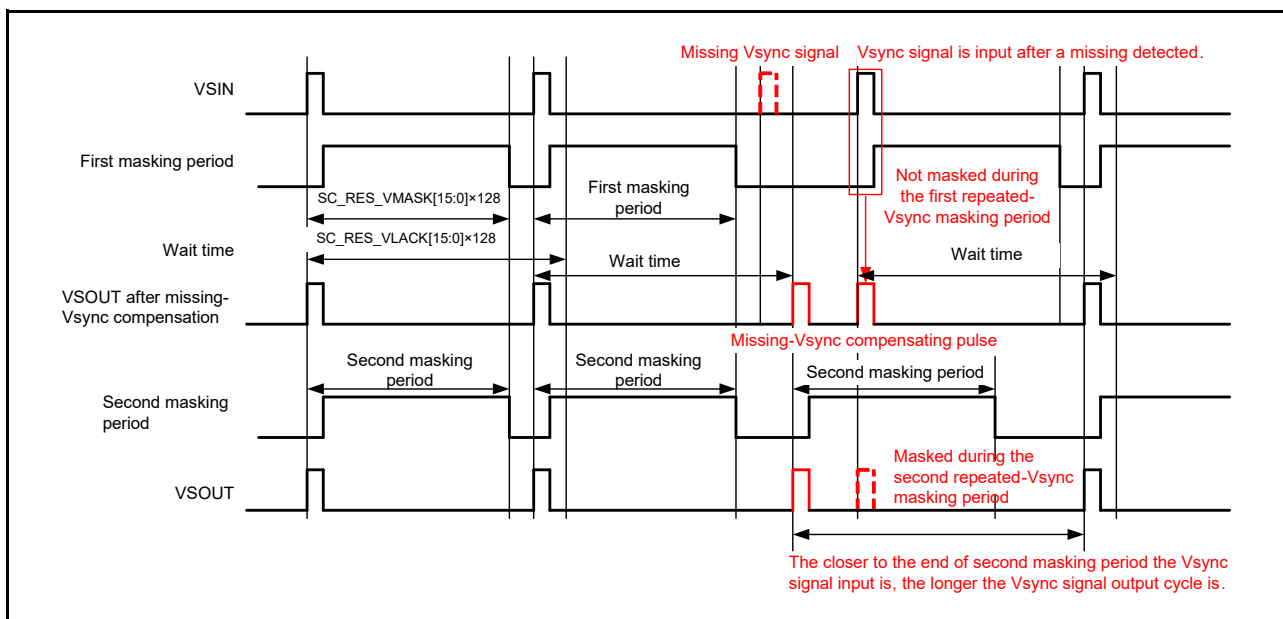 Missing Vsync signal
Vsync signal is input after a missing detected.
VSIN
First masking period
SC_RES_VMASK[15:0]×128
First masking
period
Not masked during
the first repeated-
Vsync masking period
SC_RES_VLACK[15:0]×128
Wait time
Wait time
Wait time
VSOUT after missing-
Vsync compensation
Missing-Vsync compensating pulse
Second masking
period
Second masking
period
Second masking period
Second masking
period
Masked during the
second repeated-Vsync
masking period
VSOUT
The closer to the end of second masking period the Vsync
signal input is, the longer the Vsync signal output cycle is.